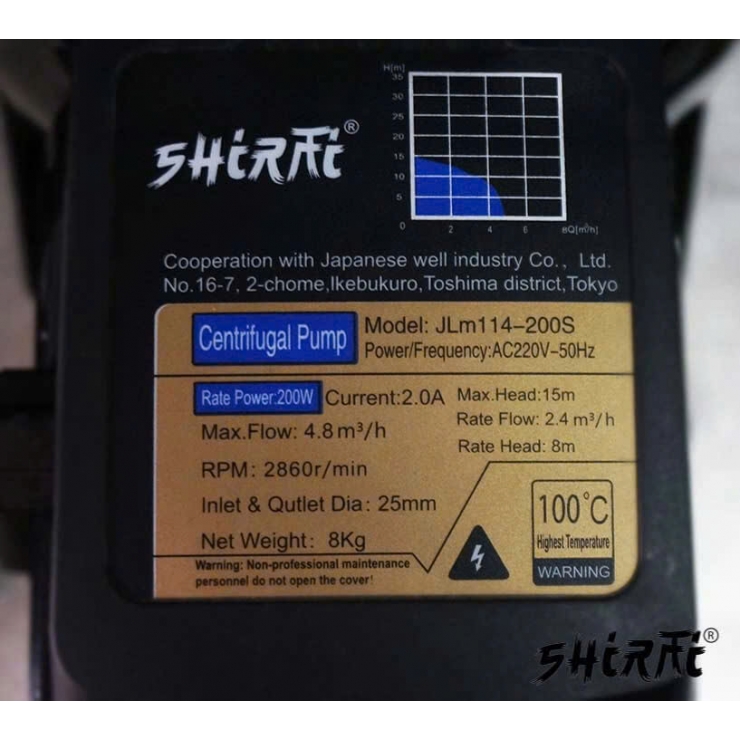 H[m]
35
30
25
20
15
10
5
0 2 4 6 8Q[m³/h]
SHIRAI®
Cooperation with Japanese well industry Co., Ltd.
No.16-7, 2-chome,Ikebukuro,Toshima district,Tokyo
Centrifugal Pump
Model: JLm114-200S
Power/Frequency:AC220V-50Hz
Rate Power:200W Current:2.0A
Max.Flow: 4.8 m³/h
RPM: 2860r/min
Inlet & Qutlet Dia: 25mm
Net Weight: 8Kg
Max.Head: 15m
Rate Flow: 2.4 m³/h
Rate Head: 8m
Warning: Non-professional maintenance
personnel do not open the cover!
100°C
Highest Temperature
WARNING
SHIRAI®